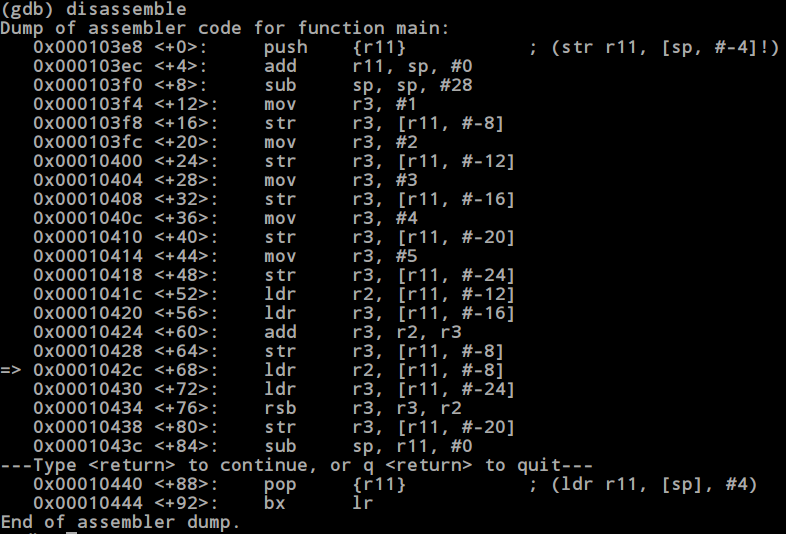 (gdb) disassemble
Dump of assembler code for function main:
   0x000103e8 <+0>:     push    {r11}           ; (str r11, [sp, #-4]!)
   0x000103ec <+4>:     add     r11, sp, #0
   0x000103f0 <+8>:     sub     sp, sp, #28
   0x000103f4 <+12>:    mov     r3, #1
   0x000103f8 <+16>:    str     r3, [r11, #-8]
   0x000103fc <+20>:    mov     r3, #2
   0x00010400 <+24>:    str     r3, [r11, #-12]
   0x00010404 <+28>:    mov     r3, #3
   0x00010408 <+32>:    str     r3, [r11, #-16]
   0x0001040c <+36>:    mov     r3, #4
   0x00010410 <+40>:    str     r3, [r11, #-20]
   0x00010414 <+44>:    mov     r3, #5
   0x00010418 <+48>:    str     r3, [r11, #-24]
   0x0001041c <+52>:    ldr     r2, [r11, #-12]
   0x00010420 <+56>:    ldr     r3, [r11, #-16]
   0x00010424 <+60>:    add     r3, r2, r3
   0x00010428 <+64>:    str     r3, [r11, #-8]
=> 0x0001042c <+68>:    ldr     r2, [r11, #-8]
   0x00010430 <+72>:    ldr     r3, [r11, #-24]
   0x00010434 <+76>:    rsb     r3, r3, r2
   0x00010438 <+80>:    str     r3, [r11, #-20]
   0x0001043c <+84>:    sub     sp, r11, #0
---Type <return> to continue, or q <return> to quit---
   0x00010440 <+88>:    pop     {r11}           ; (ldr r11, [sp], #4)
   0x00010444 <+92>:    bx      lr
End of assembler dump.